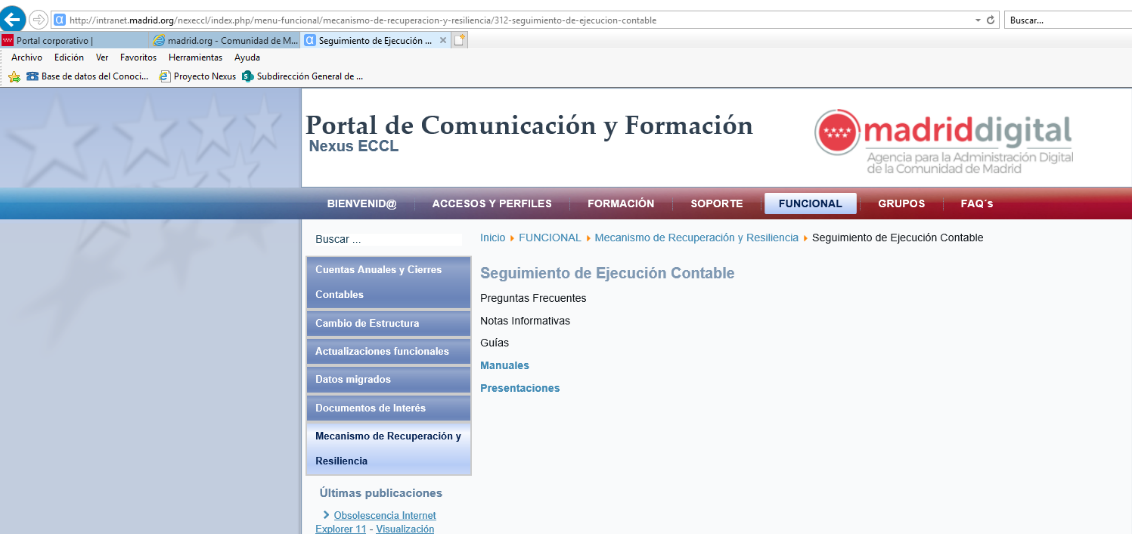 http://intranet.madrid.org/nexeccl/index.php/menu-funcional/mecanismo-de-recuperacion-y-resiliencia/312-seguimiento-de-ejecucion-contable
Buscar...
Portal corporativo |
madrid.org - Comunidad de M...
Seguimiento de Ejecución ...
Archivo Edición Ver Favoritos Herramientas Ayuda
Base de datos del Conoci... Proyecto Nexus Subdirección General de ...
Portal de Comunicación y Formación
Nexus ECCL
madriddigital
Agencia para la Administración Digital
de la Comunidad de Madrid
BIENVENID@ ACCESOS Y PERFILES FORMACIÓN SOPORTE FUNCIONAL GRUPOS FAQ´s
Buscar ...
Inicio FUNCIONAL Mecanismo de Recuperación y Resiliencia Seguimiento de Ejecución Contable
Cuentas Anuales y Cierres
Contables
Cambio de Estructura
Actualizaciones funcionales
Datos migrados
Documentos de Interés
Mecanismo de Recuperación y
Resiliencia
Seguimiento de Ejecución Contable
Preguntas Frecuentes
Notas Informativas
Guías
Manuales
Presentaciones
Últimas publicaciones
Obsolescencia Internet
Explorer 11 - Visualización